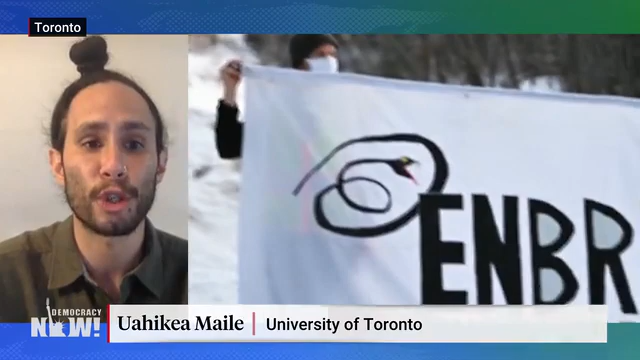 Toronto
ENBR
DEMOCRACY
NOW!
Uahikea Maile | University of Toronto